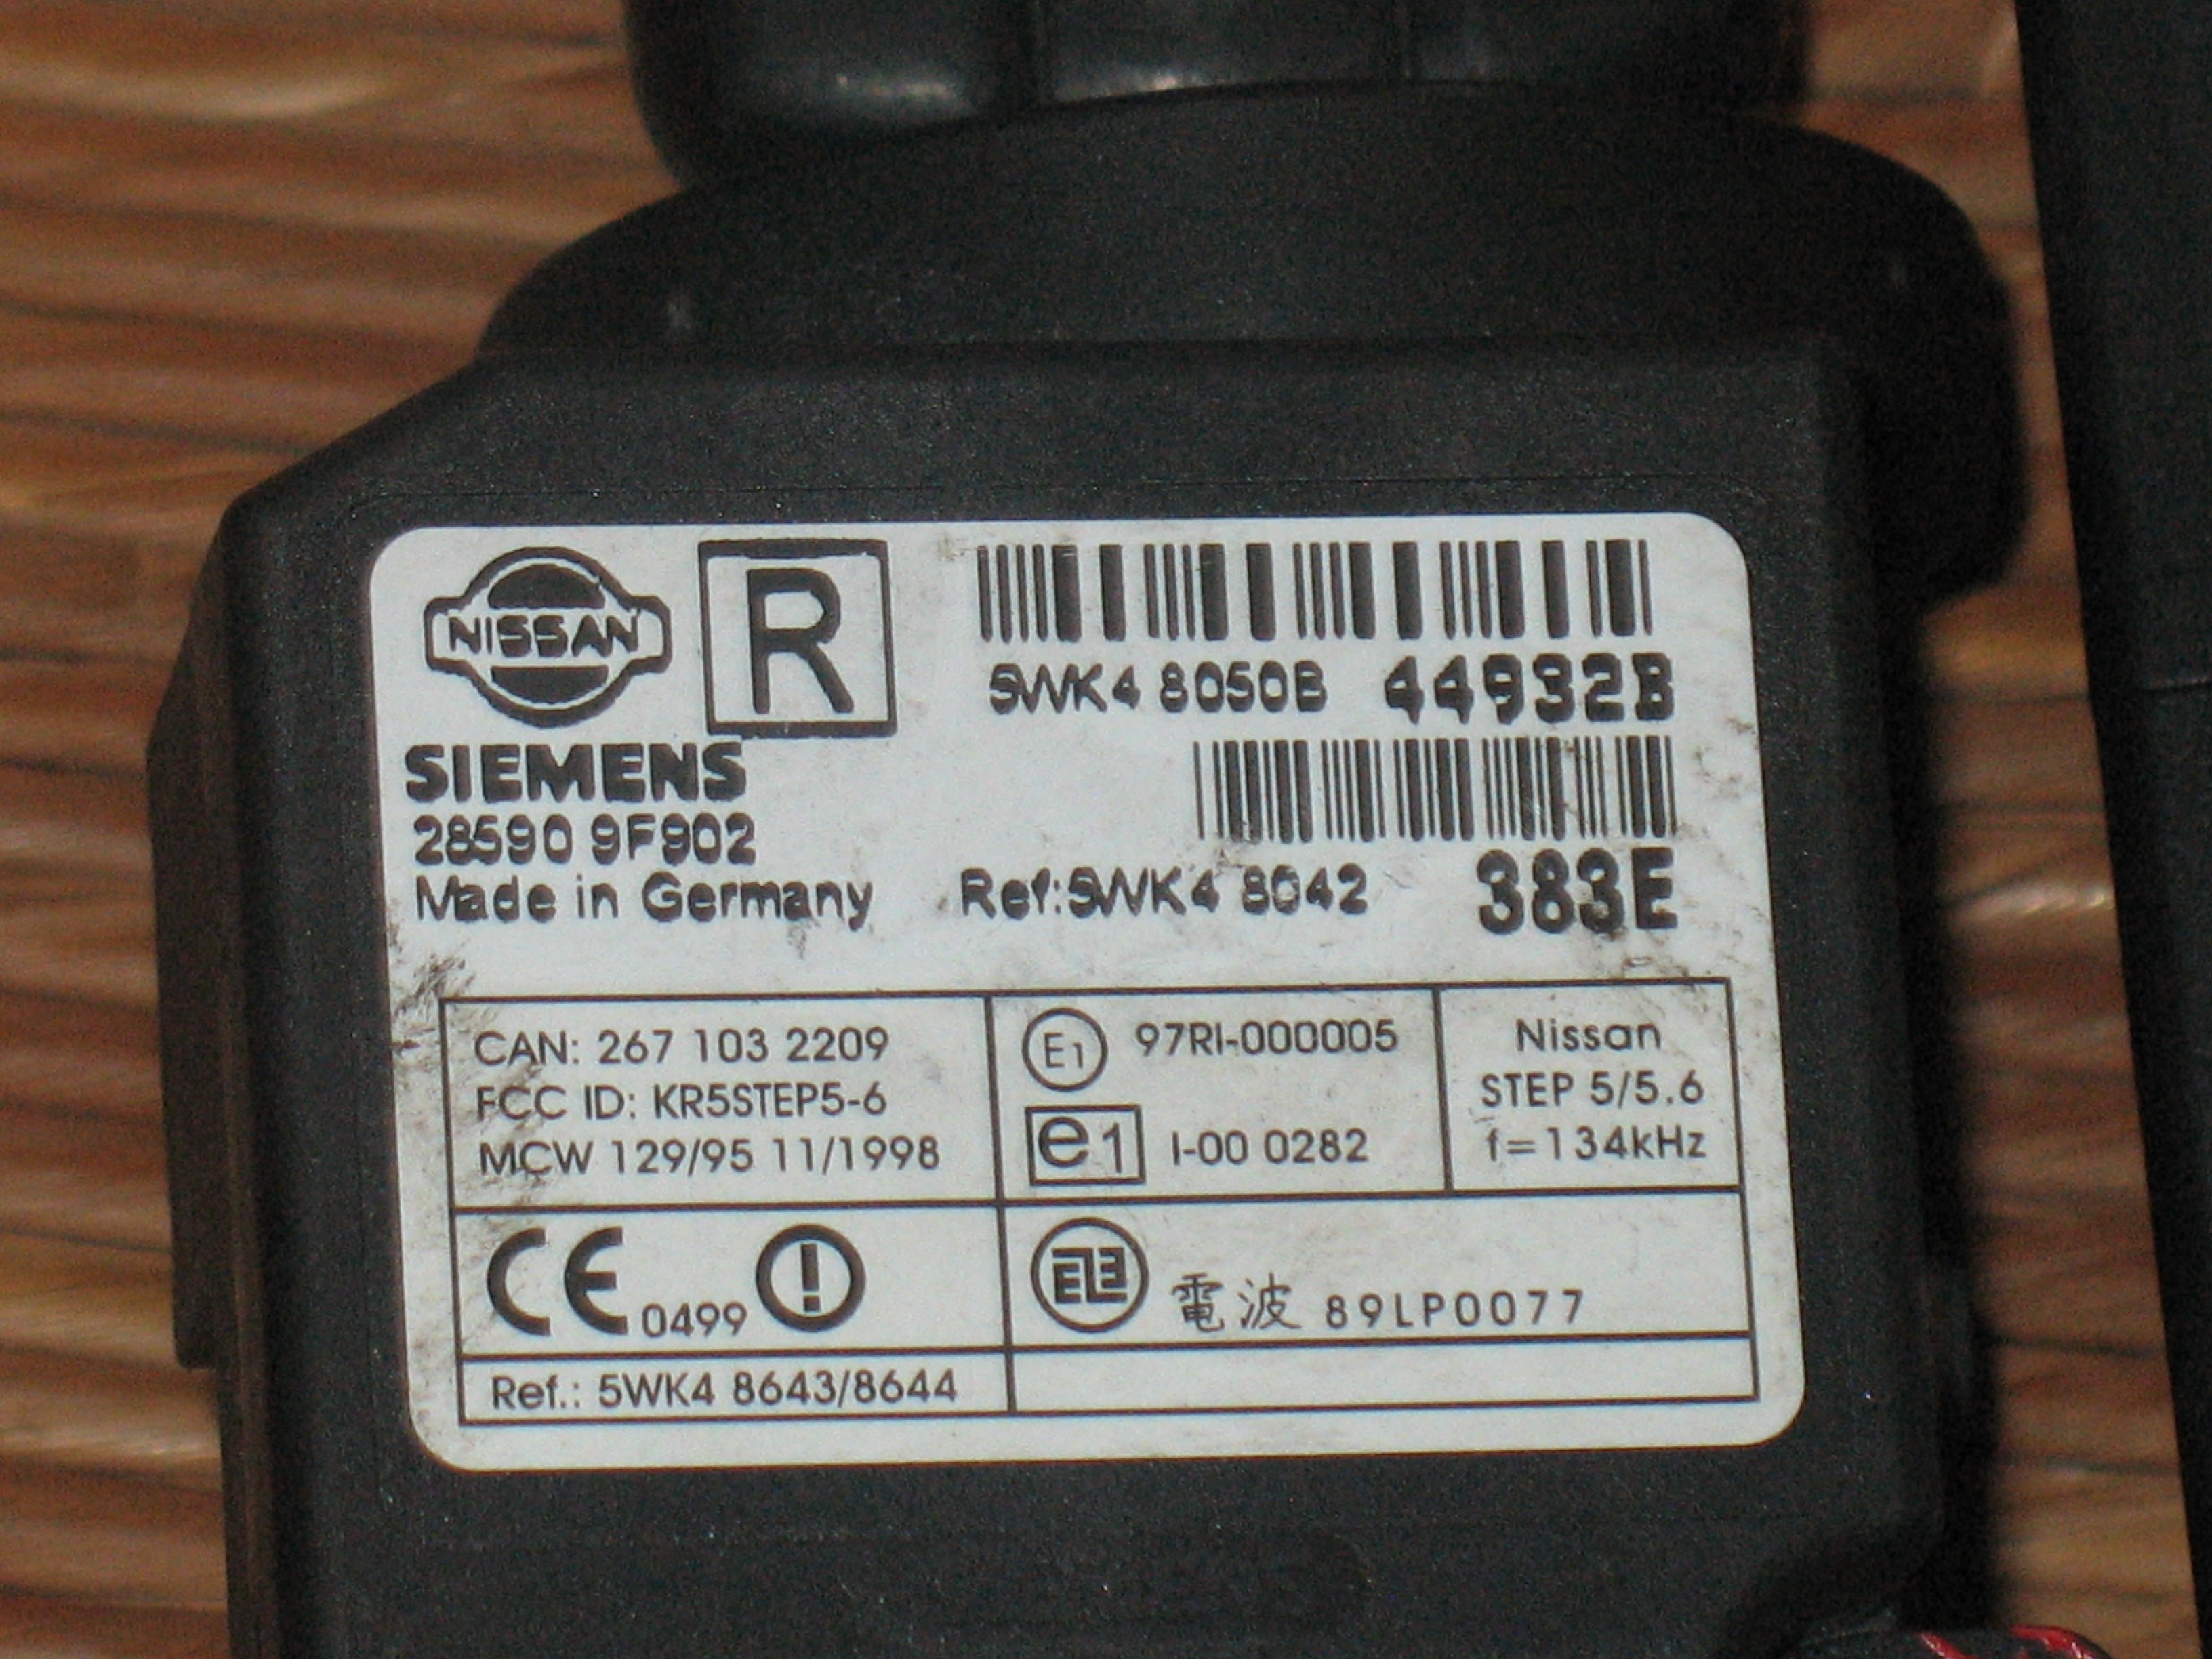 NISSAN
R
5WK4 8050B 44932B
SIEMENS
28590 9F902
Made in Germany Ref:5WK4 8042 383E
CAN: 267 103 2209
FCC ID: KR5STEP5-6
MCW 129/95 11/1998
E1 97RI-000005
e1 I-00 0282
Nissan
STEP 5/5.6
f=134kHz
CE 0499
電波 89LP0077
Ref.: 5WK4 8643/8644